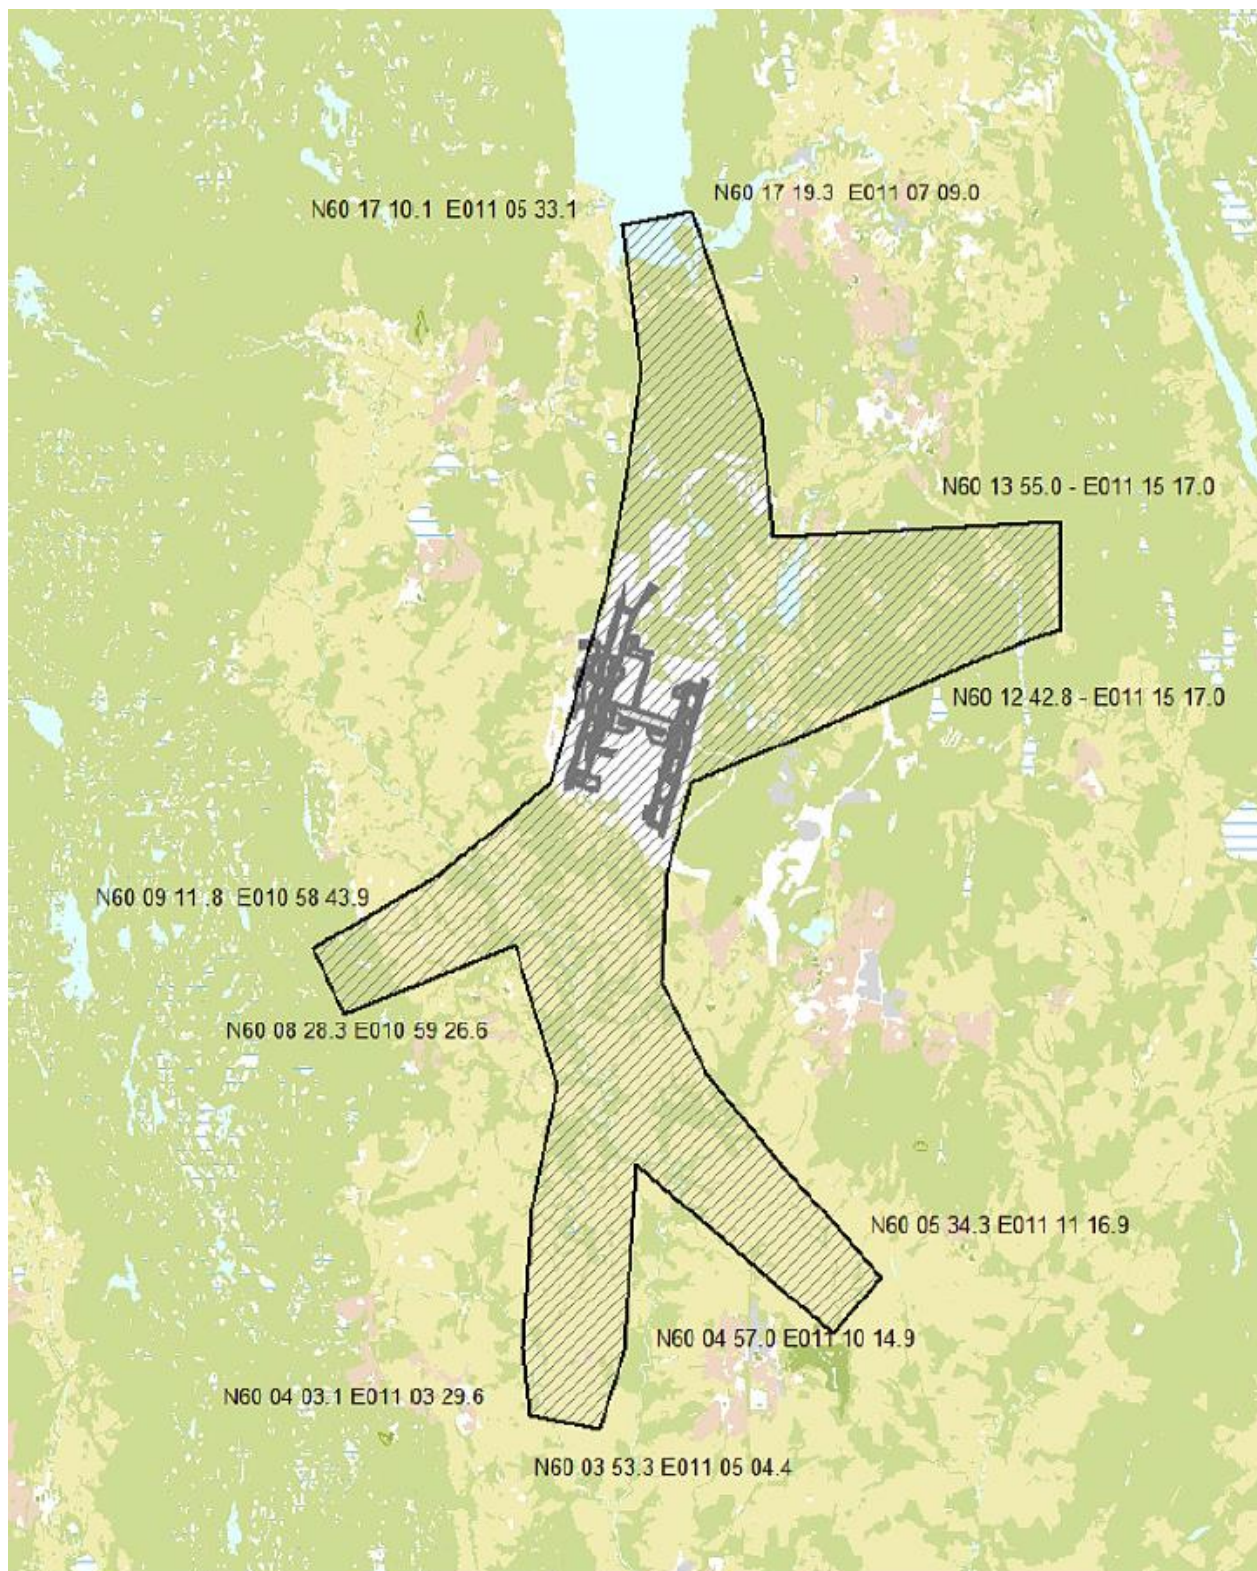 N60 17 19.3 E011 07 09.0
N60 17 10.1 E011 05 33.1
N60 13 55.0 - E011 15 17.0
N60 12 42.8 - E011 15 17.0
N60 09 11.8 E010 58 43.9
N60 08 28.3 E010 59 26.6
N60 05 34.3 E011 11 16.9
N60 04 57.0 E011 10 14.9
N60 04 03.1 E011 03 29.6
N60 03 53.3 E011 05 04.4